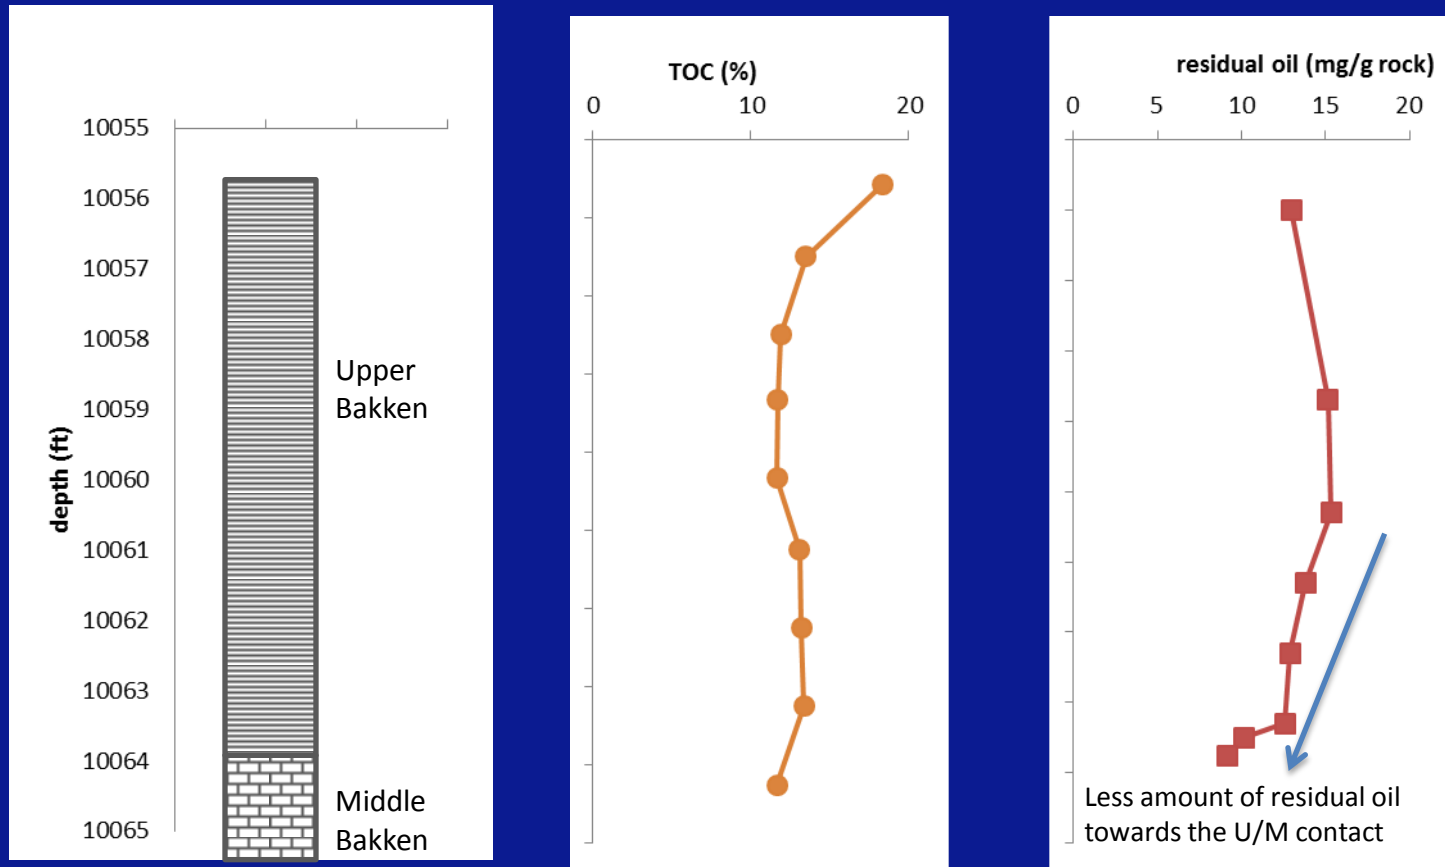 10055
10056
10057
10058
10059
10060
10061
10062
10063
10064
10065
depth (ft)
Upper
Bakken
Middle
Bakken
TOC (%)
0 10 20
residual oil (mg/g rock)
0 5 10 15 20
Less amount of residual oil
towards the U/M contact